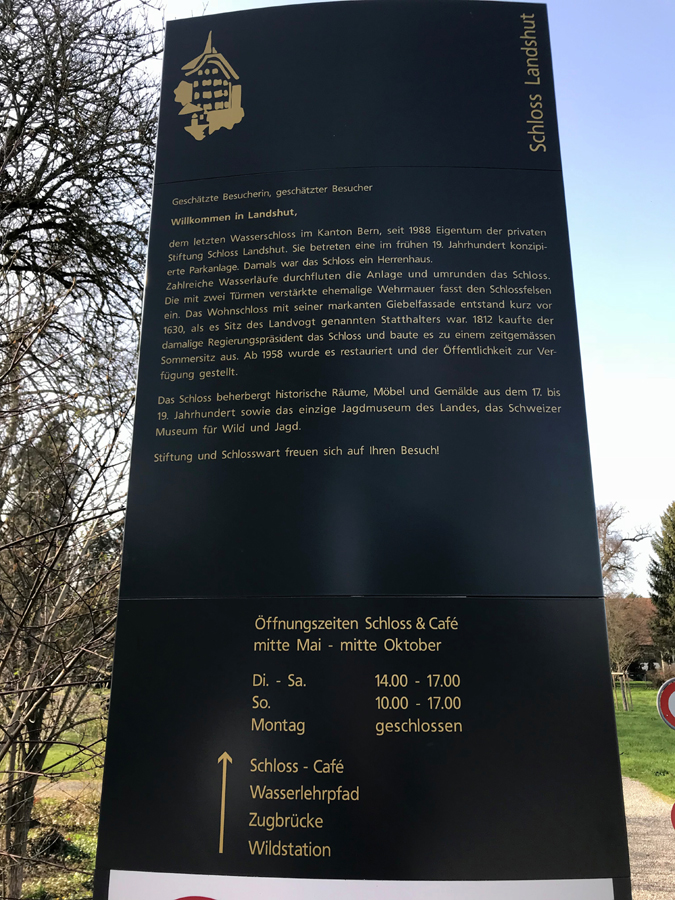 Schloss Landshut
Geschätzte Besucherin, geschätzter Besucher
Willkommen in Landshut,
dem letzten Wasserschloss im Kanton Bern, seit 1988 Eigentum der privaten
Stiftung Schloss Landshut. Sie betreten eine im frühen 19. Jahrhundert konzipi-
erte Parkanlage. Damals war das Schloss ein Herrenhaus.
Zahlreiche Wasserläufe durchfluten die Anlage und umrunden das Schloss.
Die mit zwei Türmen verstärkte ehemalige Wehrmauer fasst den Schlossfelsen
ein. Das Wohnschloss mit seiner markanten Giebelfassade entstand kurz vor
1630, als es Sitz des Landvogt genannten Statthalters war. 1812 kaufte der
damalige Regierungspräsident das Schloss und baute es zu einem zeitgemässen
Sommersitz aus. Ab 1958 wurde es restauriert und der Öffentlichkeit zur Ver-
fügung gestellt.
Das Schloss beherbergt historische Räume, Möbel und Gemälde aus dem 17. bis
19. Jahrhundert sowie das einzige Jagdmuseum des Landes, das Schweizer
Museum für Wild und Jagd.
Stiftung und Schlosswart freuen sich auf Ihren Besuch!
Öffnungszeiten Schloss & Café
mitte Mai - mitte Oktober
Di. - Sa. 14.00 - 17.00
So. 10.00 - 17.00
Montag geschlossen
Schloss - Café
Wasserlehrpfad
Zugbrücke
Wildstation